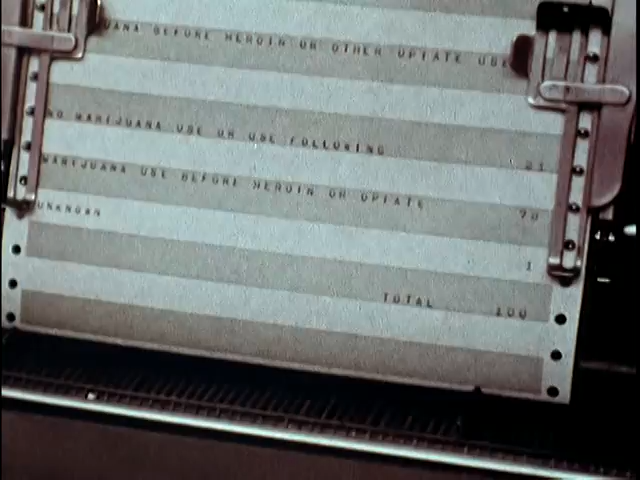 BEFORE HEROIN OR OTHER OPIATE USE
NO MARIJUANA USE OR USE FOLLOWING 21
MARIJUANA USE BEFORE HEROIN OR OPIATE 70
UNKNOWN 1
TOTAL 100